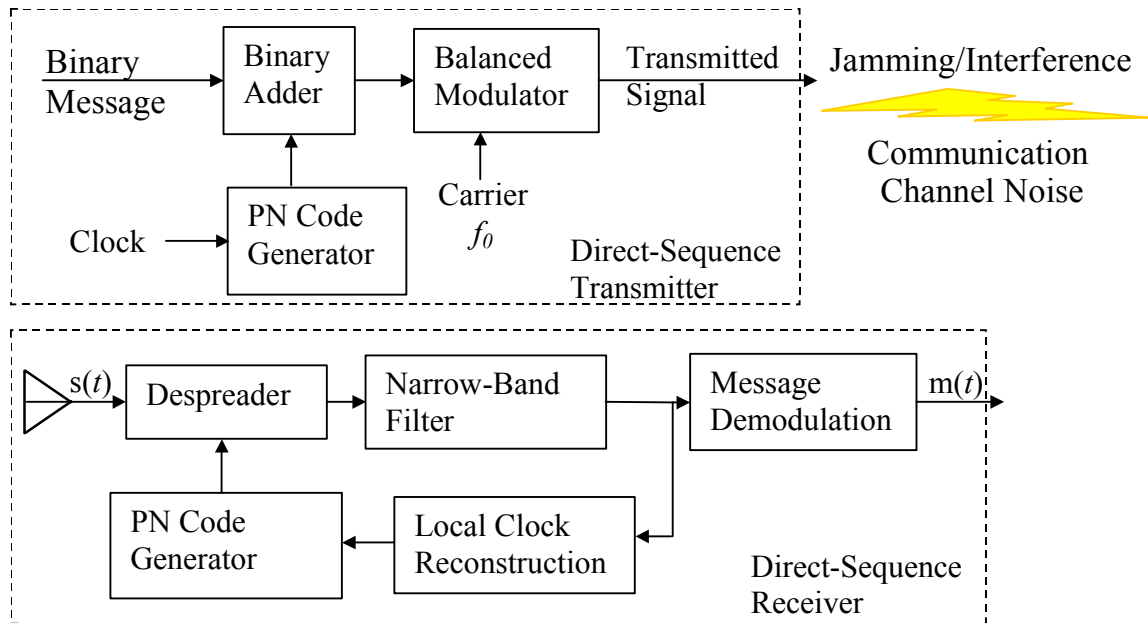 Binary
Message
Binary
Adder
Balanced
Modulator
Transmitted
Signal
Jamming/Interference
Communication
Channel Noise
Clock
PN Code
Generator
Carrier
f0
Direct-Sequence
Transmitter
s(t)
Despreader
Narrow-Band
Filter
Message
Demodulation
m(t)
PN Code
Generator
Local Clock
Reconstruction
Direct-Sequence
Receiver